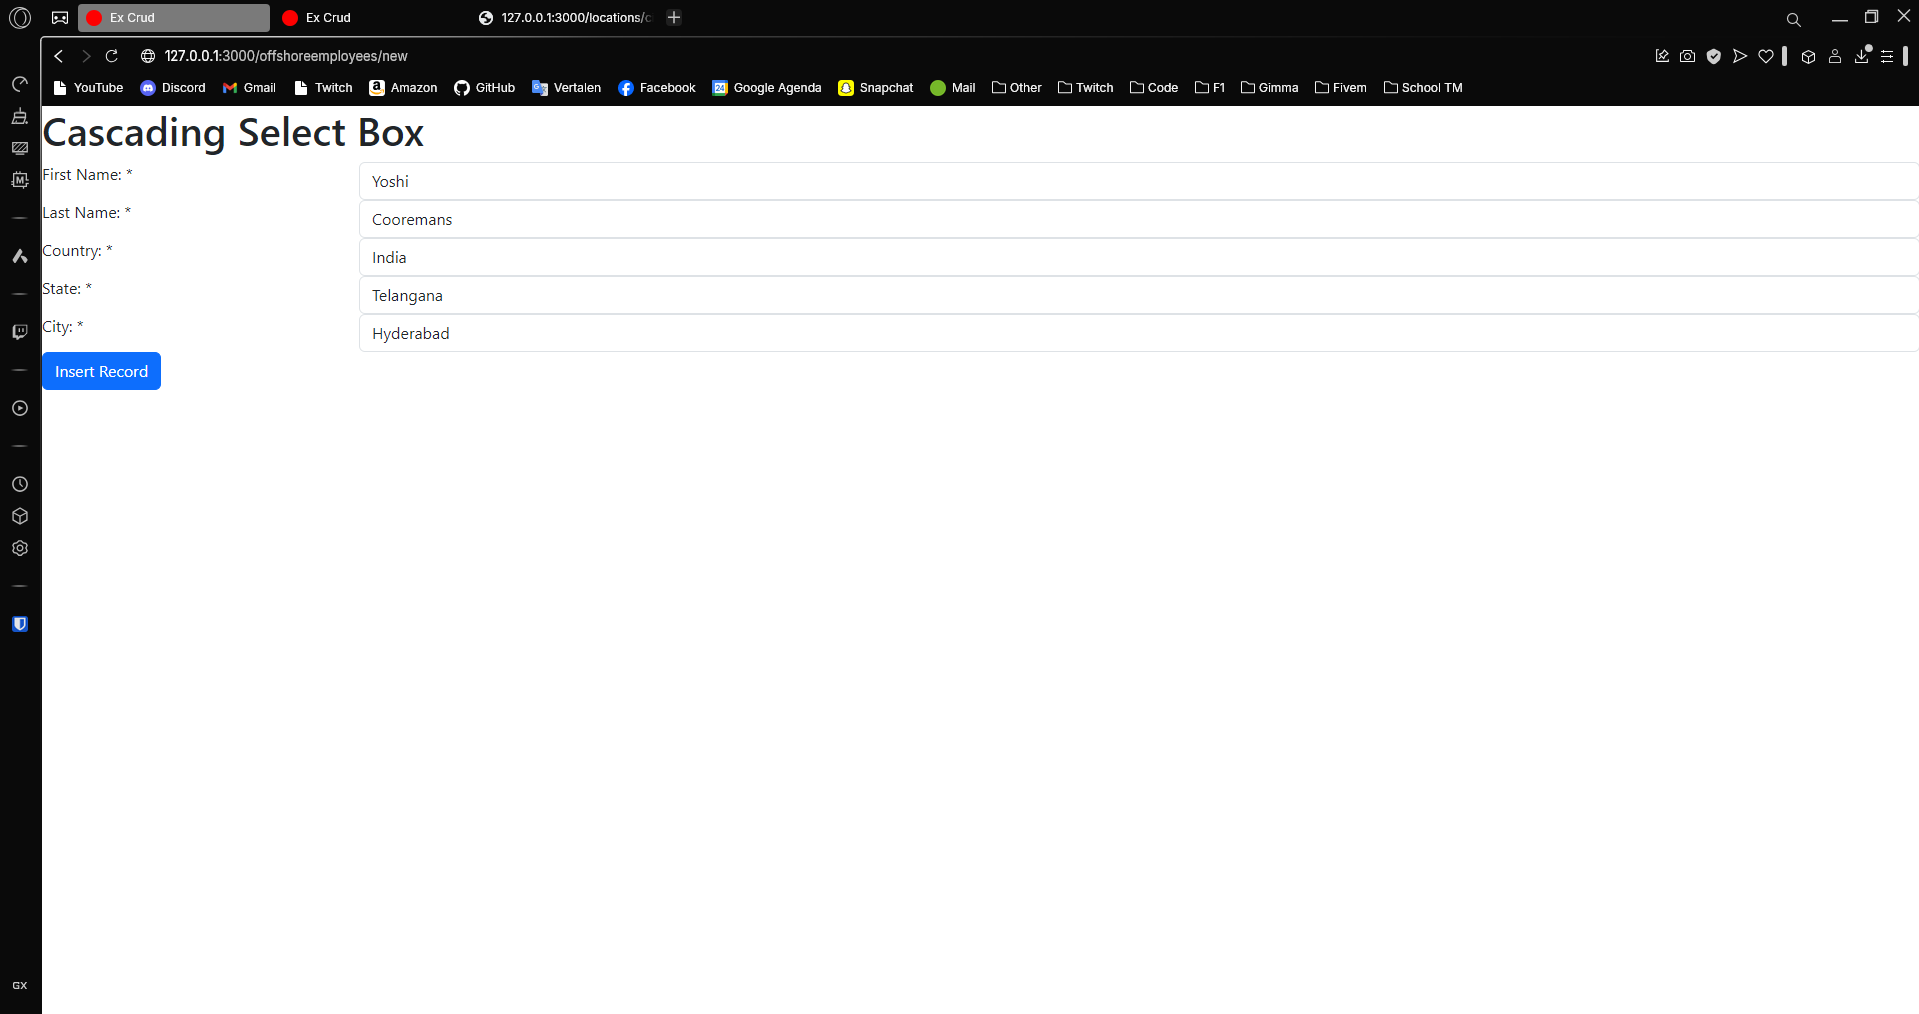 Ex Crud
Ex Crud
127.0.0.1:3000/locations/c
127.0.0.1:3000/offshoreemployees/new
YouTube Discord Gmail Twitch Amazon GitHub Vertalen Facebook 24 Google Agenda Snapchat Mail Other Twitch Code F1 Gimma Fivem School TM
Cascading Select Box
First Name: * Yoshi
Last Name: * Cooremans
Country: * India
State: * Telangana
City: * Hyderabad
Insert Record
GX